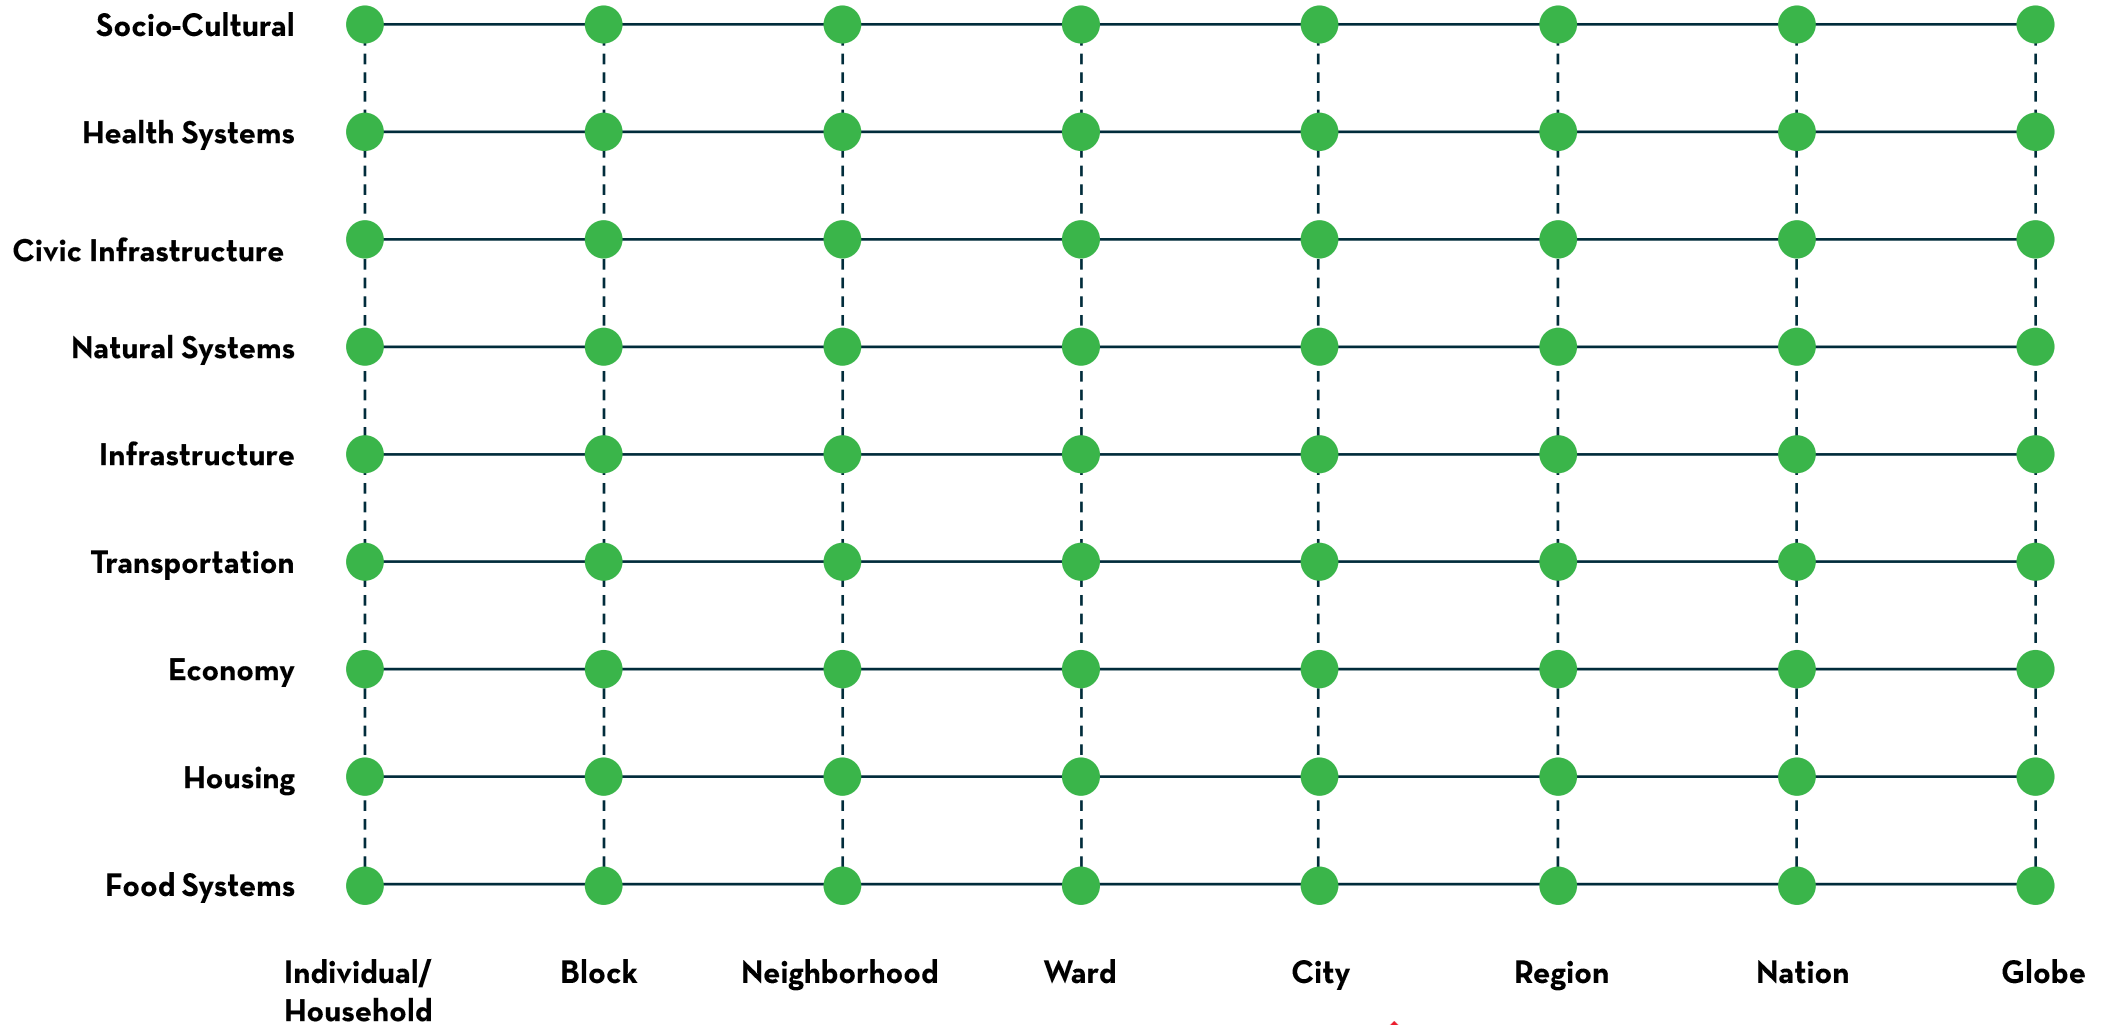 Socio-Cultural
Health Systems
Civic Infrastructure
Natural Systems
Infrastructure
Transportation
Economy
Housing
Food Systems
Individual/
Household
Block
Neighborhood
Ward
City
Region
Nation
Globe